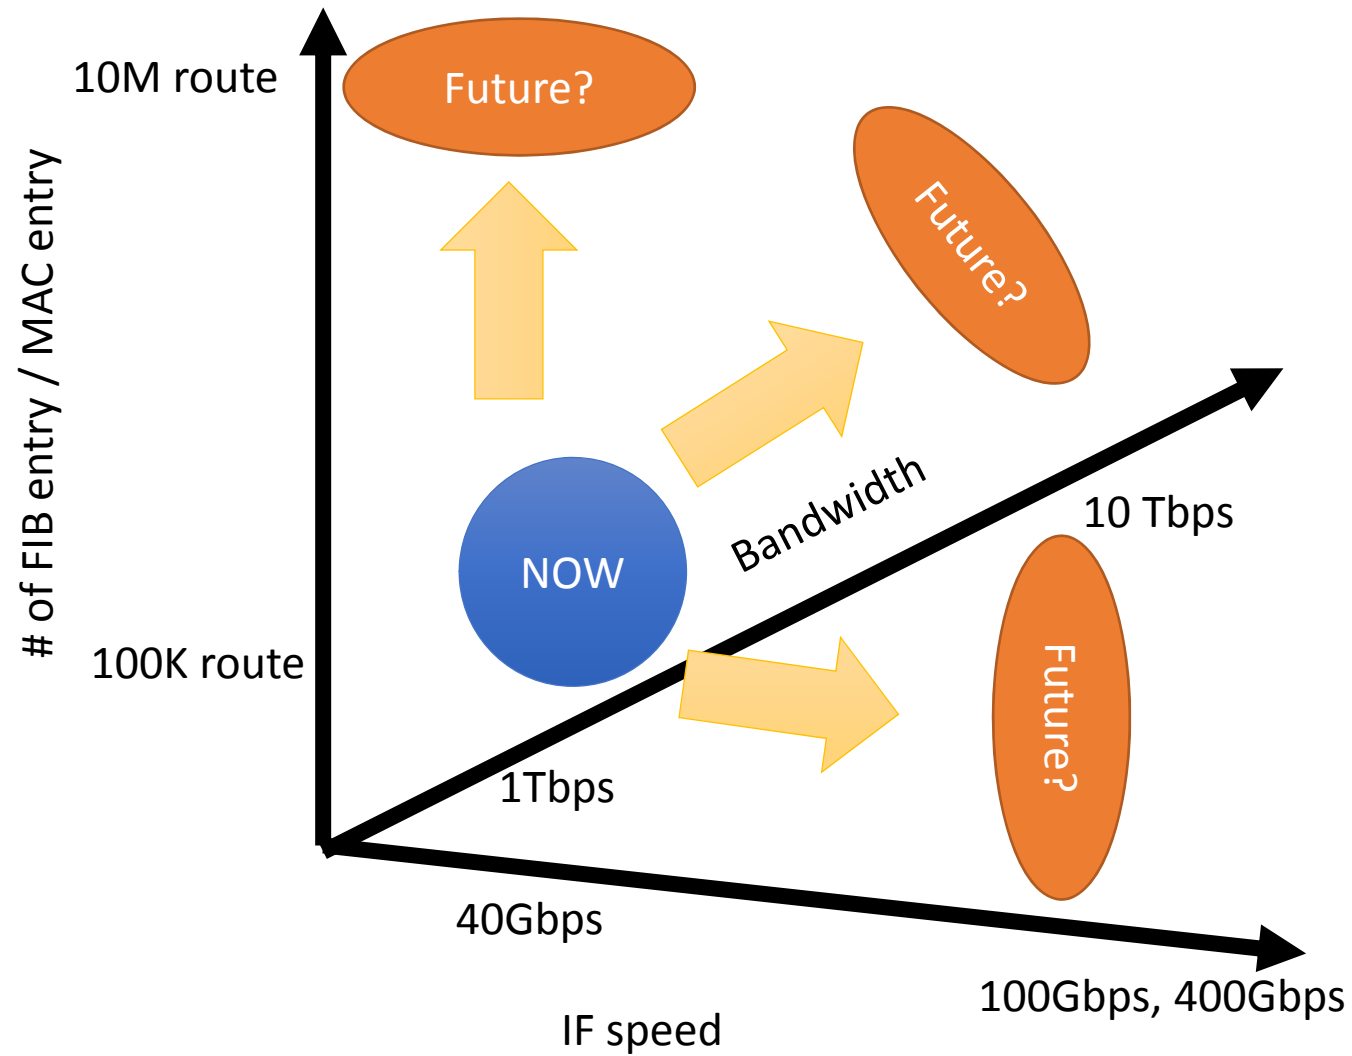 10M route
Future?
Future?
# of FIB entry / MAC entry
Bandwidth
10 Tbps
NOW
100K route
Future?
1Tbps
40Gbps
100Gbps, 400Gbps
IF speed